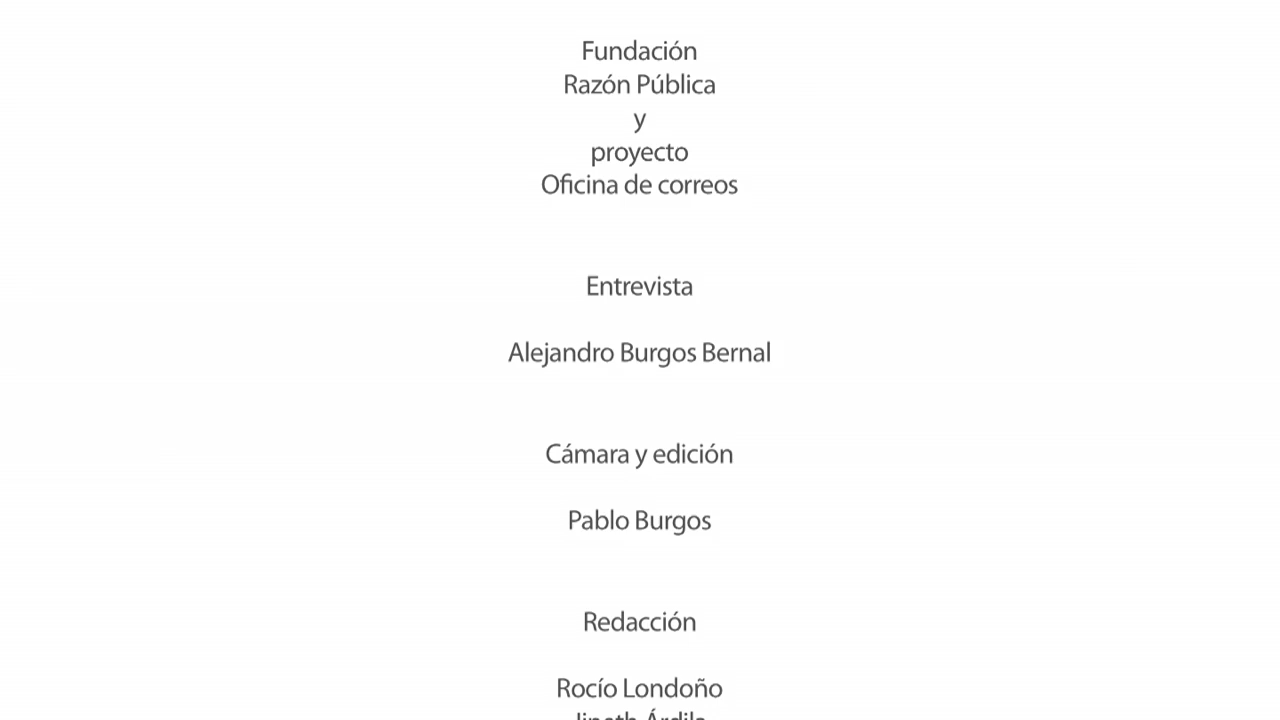 Fundación
Razón Pública
y
proyecto
Oficina de correos
Entrevista
Alejandro Burgos Bernal
Cámara y edición
Pablo Burgos
Redacción
Rocío Londoño